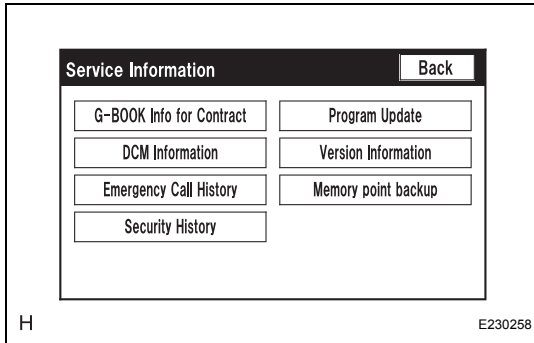 Service Information
Back
G-BOOK Info for Contract
Program Update
DCM Information
Version Information
Emergency Call History
Memory point backup
Security History
H
E230258